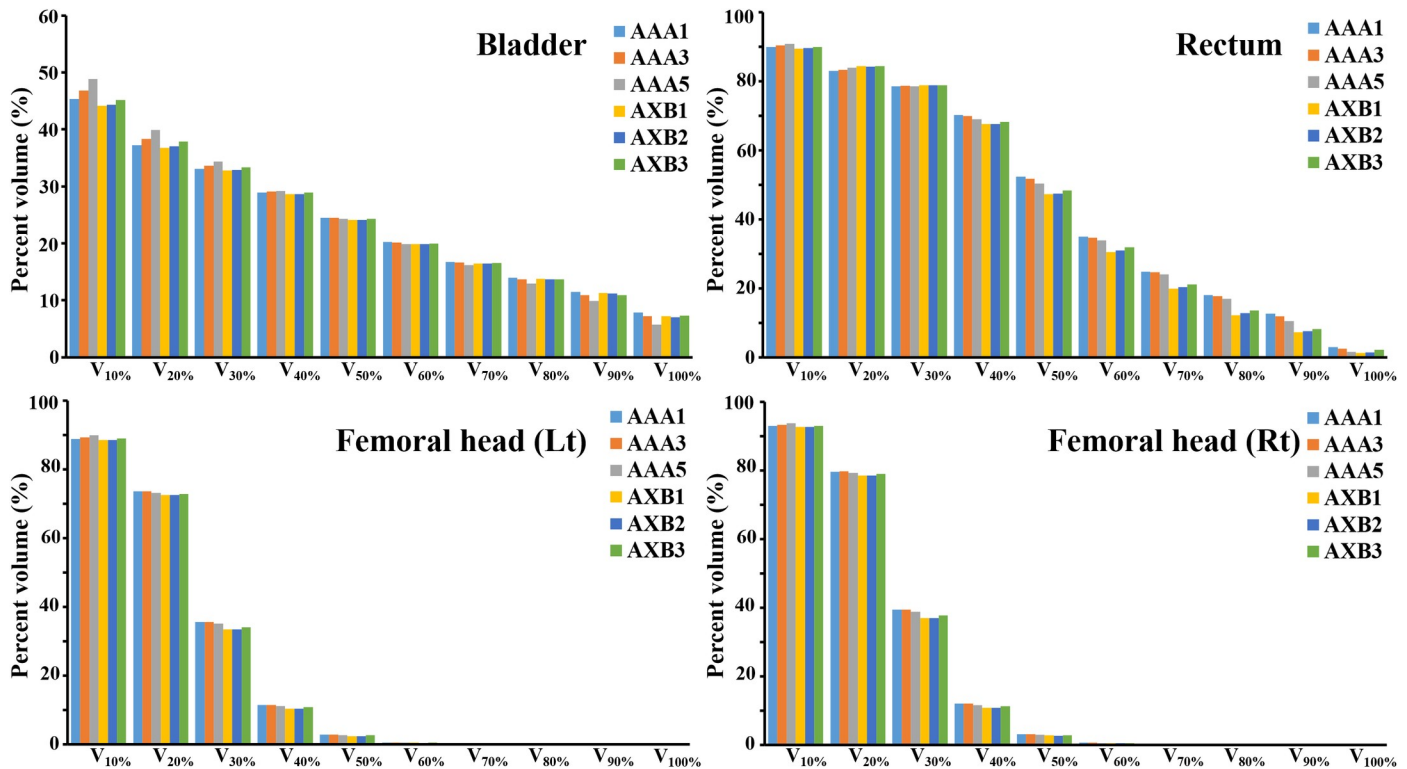 Bladder
Percent volume (%)
60
50
40
30
20
10
0
AAA1
AAA3
AAA5
AXB1
AXB2
AXB3
V10% V20% V30% V40% V50% V60% V70% V80% V90% V100%
Rectum
Percent volume (%)
100
80
60
40
20
0
AAA1
AAA3
AAA5
AXB1
AXB2
AXB3
V10% V20% V30% V40% V50% V60% V70% V80% V90% V100%
Femoral head (Lt)
Percent volume (%)
100
80
60
40
20
0
AAA1
AAA3
AAA5
AXB1
AXB2
AXB3
V10% V20% V30% V40% V50% V60% V70% V80% V90% V100%
Femoral head (Rt)
Percent volume (%)
100
80
60
40
20
0
AAA1
AAA3
AAA5
AXB1
AXB2
AXB3
V10% V20% V30% V40% V50% V60% V70% V80% V90% V100%